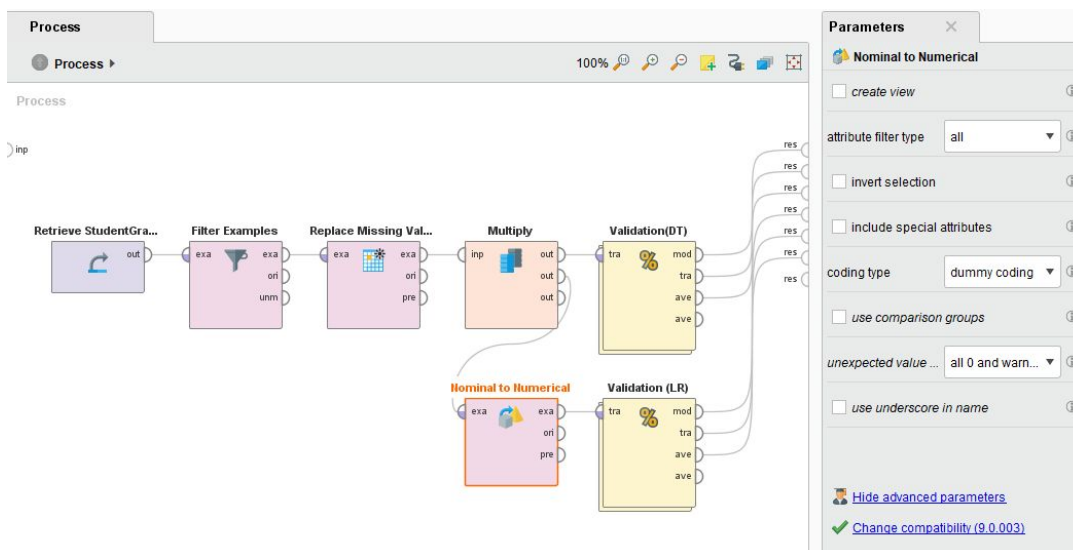 Process
Process
100%
Process
inp
res
res
res
res
res
res
res
Retrieve StudentGra...
out
Filter Examples
exa
exa
ori
unm
Replace Missing Val...
exa
exa
ori
pre
Multiply
inp
out
out
out
Validation(DT)
tra
mod
tra
ave
ave
Nominal to Numerical
exa
exa
ori
pre
Validation (LR)
tra
mod
tra
ave
ave
Parameters
Nominal to Numerical
create view
attribute filter type all
invert selection
include special attributes
coding type dummy coding
use comparison groups
unexpected value ... all 0 and warn...
use underscore in name
Hide advanced parameters
Change compatibility (9.0.003)